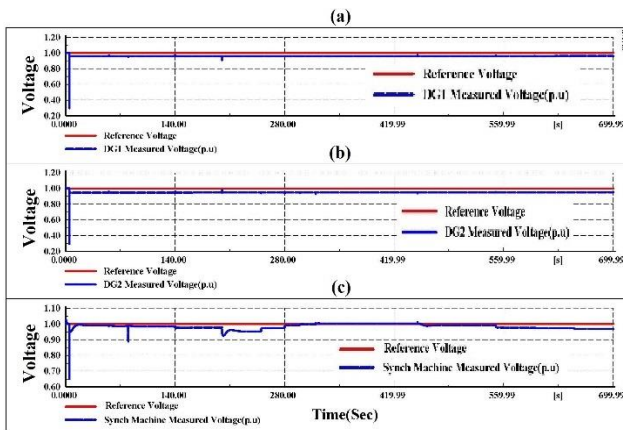 (a)
Voltage
1.20
1.00
0.80
0.60
0.40
0.20
Reference Voltage
DG1 Measured Voltage(p.u)
0.0000 140.00 280.00 419.99 559.99 [s] 699.99
Reference Voltage
DG1 Measured Voltage(p.u)
(b)
Voltage
1.20
1.00
0.80
0.60
0.40
0.20
Reference Voltage
DG2 Measured Voltage(p.u)
0.0000 140.00 280.00 419.99 559.99 [s] 699.99
Reference Voltage
DG2 Measured Voltage(p.u)
(c)
Voltage
1.10
1.00
0.90
0.80
0.70
0.60
Reference Voltage
Synch Machine Measured Voltage(p.u)
0.0000 140.00 280.00 419.99 559.99 [s] 699.99
Reference Voltage
Synch Machine Measured Voltage(p.u)
Time(Sec)